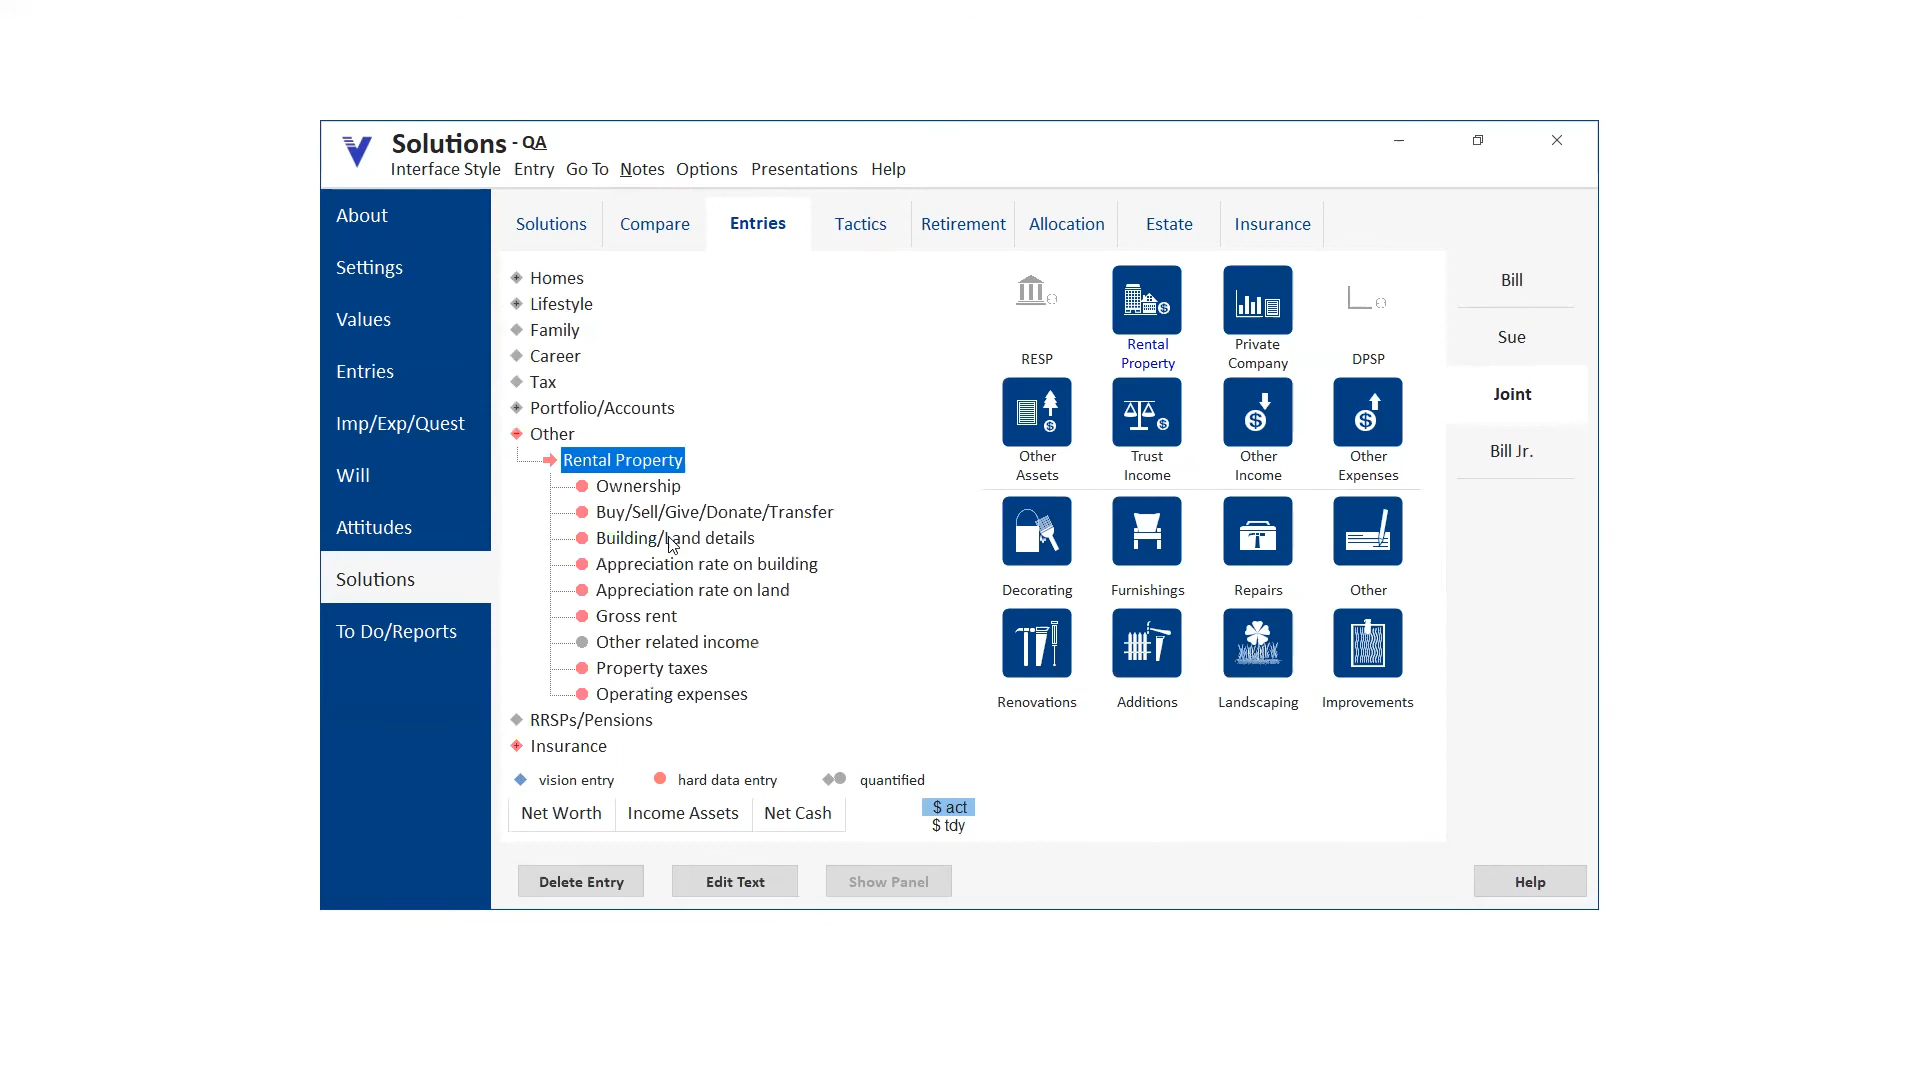 Solutions - QA
Interface Style Entry Go To Notes Options Presentations Help
About
Settings
Values
Entries
Imp/Exp/Quest
Will
Attitudes
Solutions
To Do/Reports
Solutions Compare Entries Tactics Retirement Allocation Estate Insurance
Homes
Lifestyle
Family
Career
Tax
Portfolio/Accounts
Other
Rental Property
Ownership
Buy/Sell/Give/Donate/Transfer
Building/land details
Appreciation rate on building
Appreciation rate on land
Gross rent
Other related income
Property taxes
Operating expenses
RRSPs/Pensions
Insurance
vision entry hard data entry quantified
Net Worth Income Assets Net Cash
$ act
$ tdy
RESP
Rental
Property
Private
Company
DPSP
Other
Assets
Trust
Income
Other
Income
Other
Expenses
Decorating
Furnishings
Repairs
Other
Renovations
Additions
Landscaping
Improvements
Bill
Sue
Joint
Bill Jr.
Delete Entry Edit Text Show Panel Help